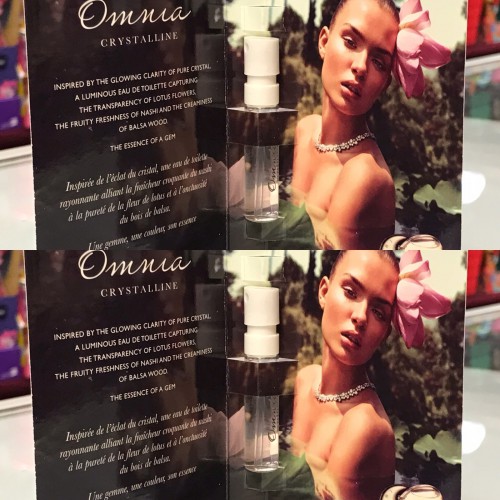 Omnia
CRYSTALLINE
INSPIRED BY THE GLOWING CLARITY OF PURE CRYSTAL,
A LUMINOUS EAU DE TOILETTE CAPTURING
THE TRANSPARENCY OF LOTUS FLOWERS,
THE FRUITY FRESHNESS OF NASHI AND THE CREAMINESS
OF BALSA WOOD.
THE ESSENCE OF A GEM
Inspirée de l'éclat du cristal, une eau de toilette
rayonnante alliant la fraîcheur croquante du nashi
à la pureté de la fleur de lotus et à l'onctuosité
du bois de balsa.
Une gemme, une couleur, son essence
Omnia
CRYSTALLINE
INSPIRED BY THE GLOWING CLARITY OF PURE CRYSTAL,
A LUMINOUS EAU DE TOILETTE CAPTURING
THE TRANSPARENCY OF LOTUS FLOWERS,
THE FRUITY FRESHNESS OF NASHI AND THE CREAMINESS
OF BALSA WOOD.
THE ESSENCE OF A GEM
Inspirée de l'éclat du cristal, une eau de toilette
rayonnante alliant la fraîcheur croquante du nashi
à la pureté de la fleur de lotus et à l'onctuosité
du bois de balsa.
Une gemme, une couleur, son essence